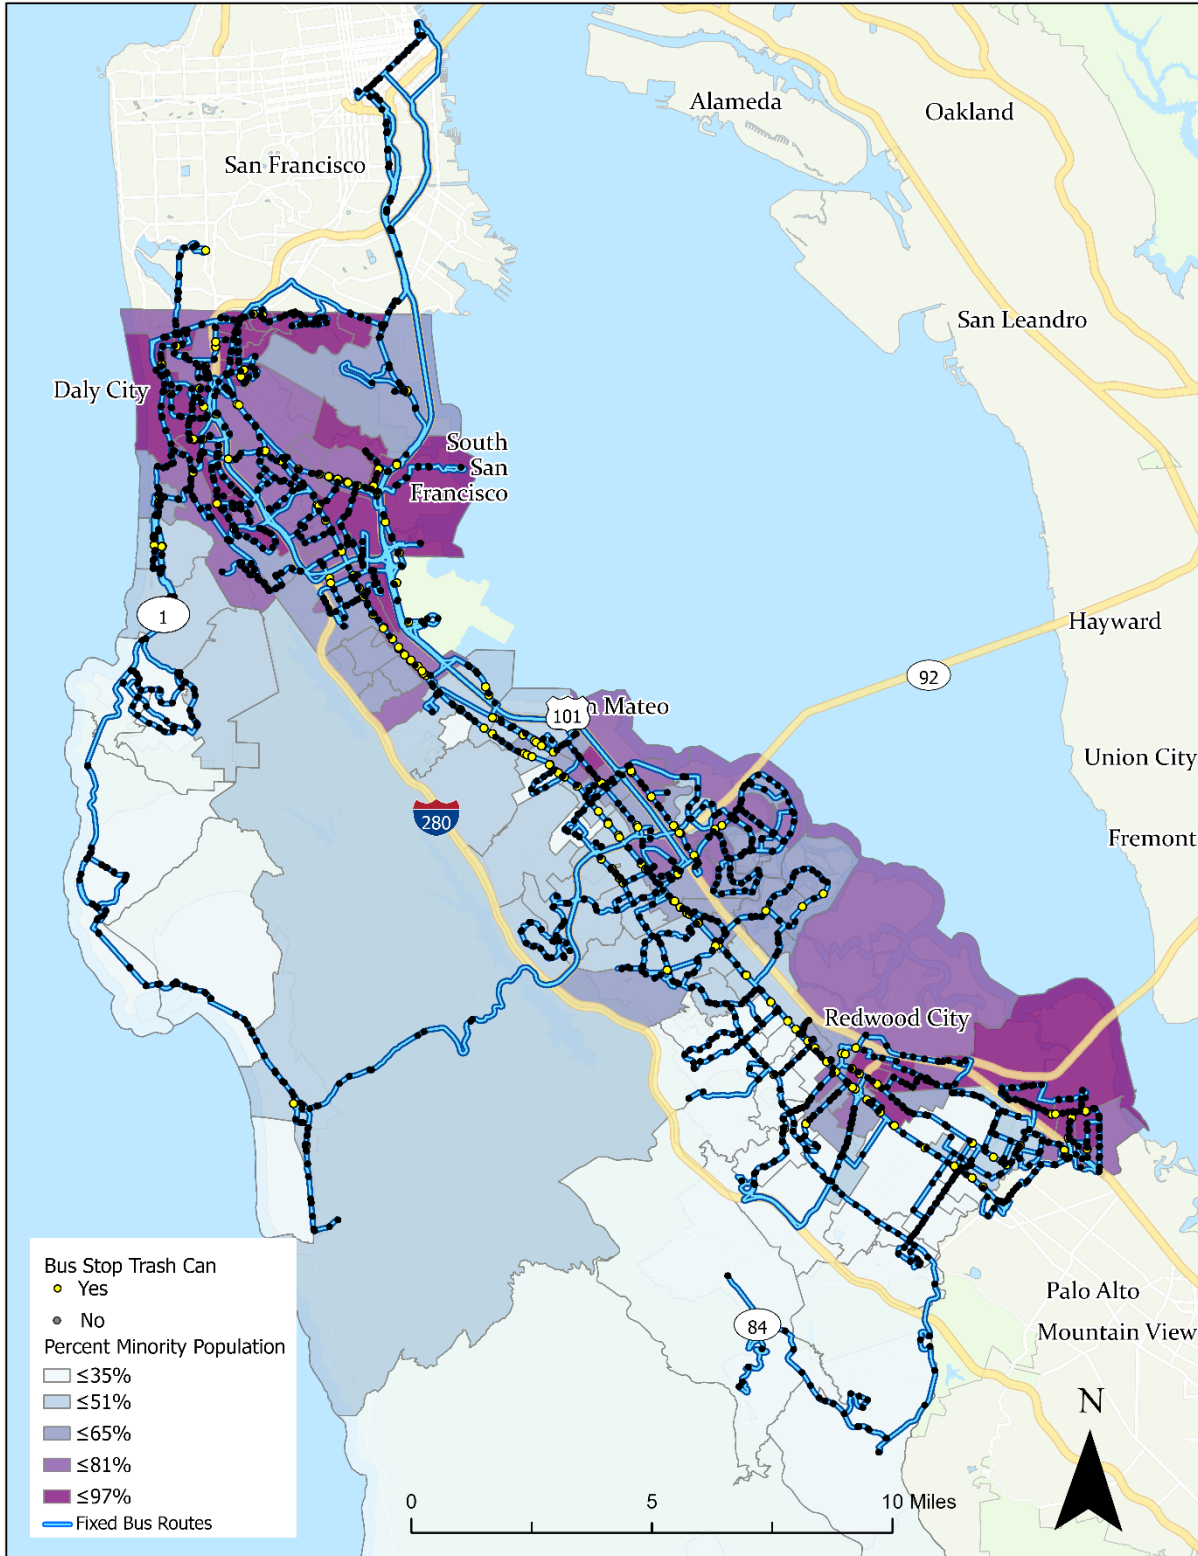 Alameda
Oakland
San Francisco
San Leandro
Daly City
South
San
Francisco
1
Hayward
92
n Mateo
101
Union City
280
Fremont
Redwood City
Palo Alto
84
Mountain View
Bus Stop Trash Can
Yes
No
Percent Minority Population
≤35%
≤51%
≤65%
≤81%
≤97%
Fixed Bus Routes
0 5 10 Miles
N